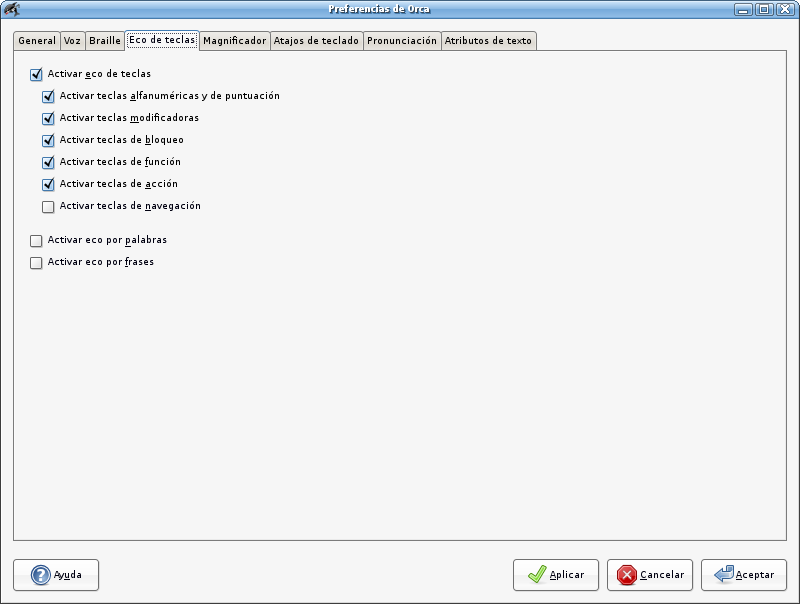 Preferencias de Orca
General Voz Braille Eco de teclas Magnificador Atajos de teclado Pronunciación Atributos de texto
Activar eco de teclas
Activar teclas alfanuméricas y de puntuación
Activar teclas modificadoras
Activar teclas de bloqueo
Activar teclas de función
Activar teclas de acción
Activar teclas de navegación
Activar eco por palabras
Activar eco por frases
Ayuda Aplicar Cancelar Aceptar